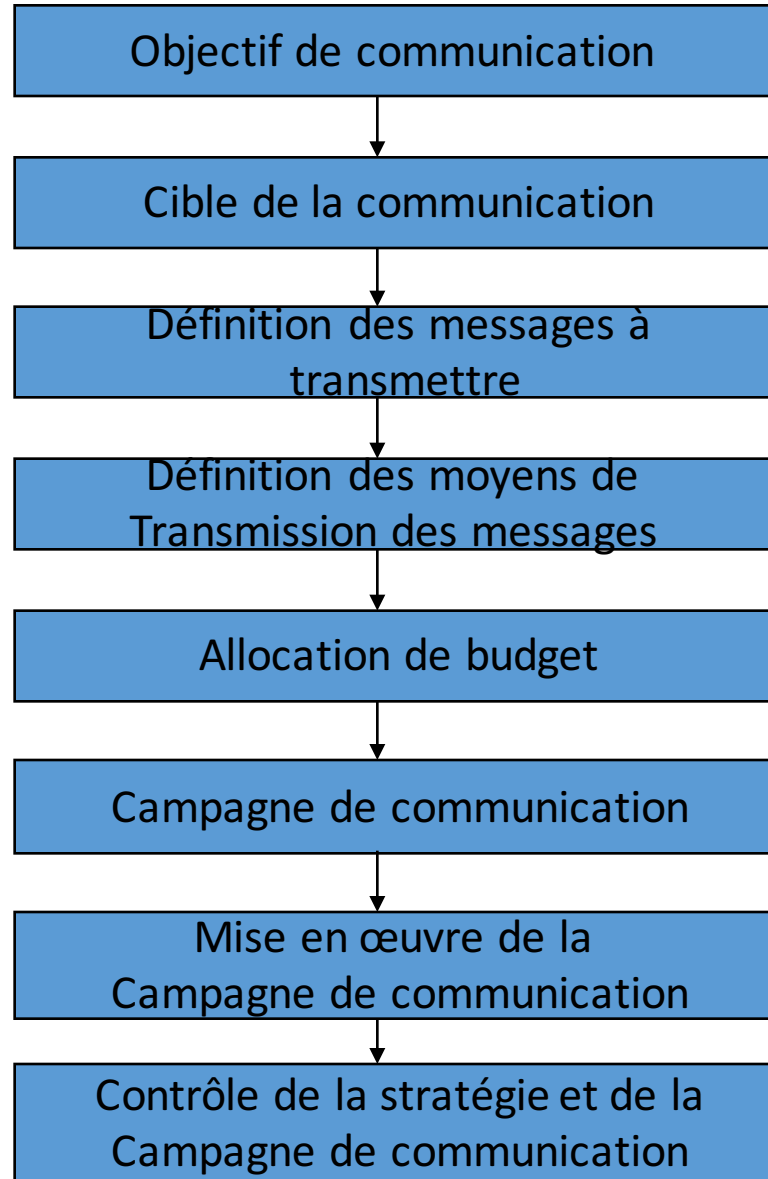 Objectif de communication
Cible de la communication
Définition des messages à
transmettre
Définition des moyens de
Transmission des messages
Allocation de budget
Campagne de communication
Mise en œuvre de la
Campagne de communication
Contrôle de la stratégie et de la
Campagne de communication